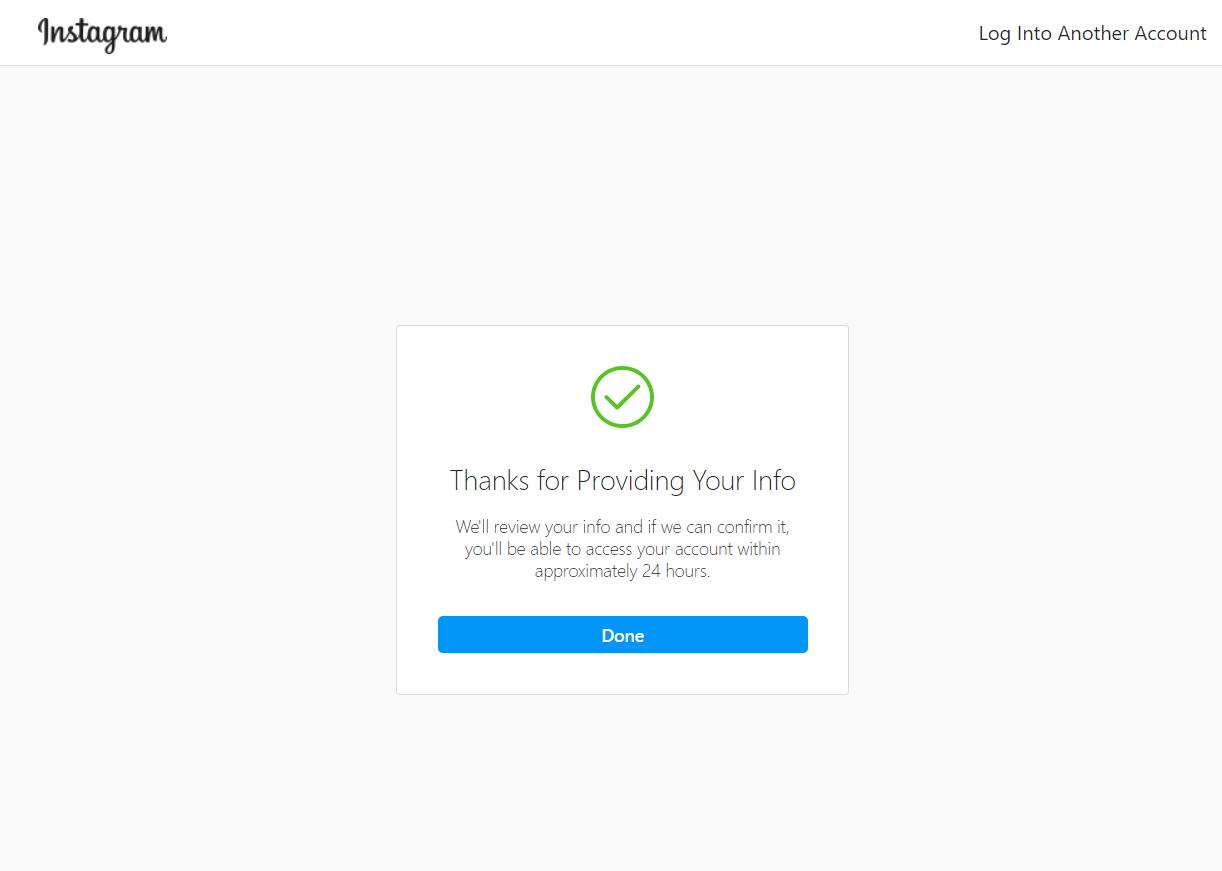 Instagram
Log Into Another Account
Thanks for Providing Your Info
We'll review your info and if we can confirm it,
you'll be able to access your account within
approximately 24 hours.
Done